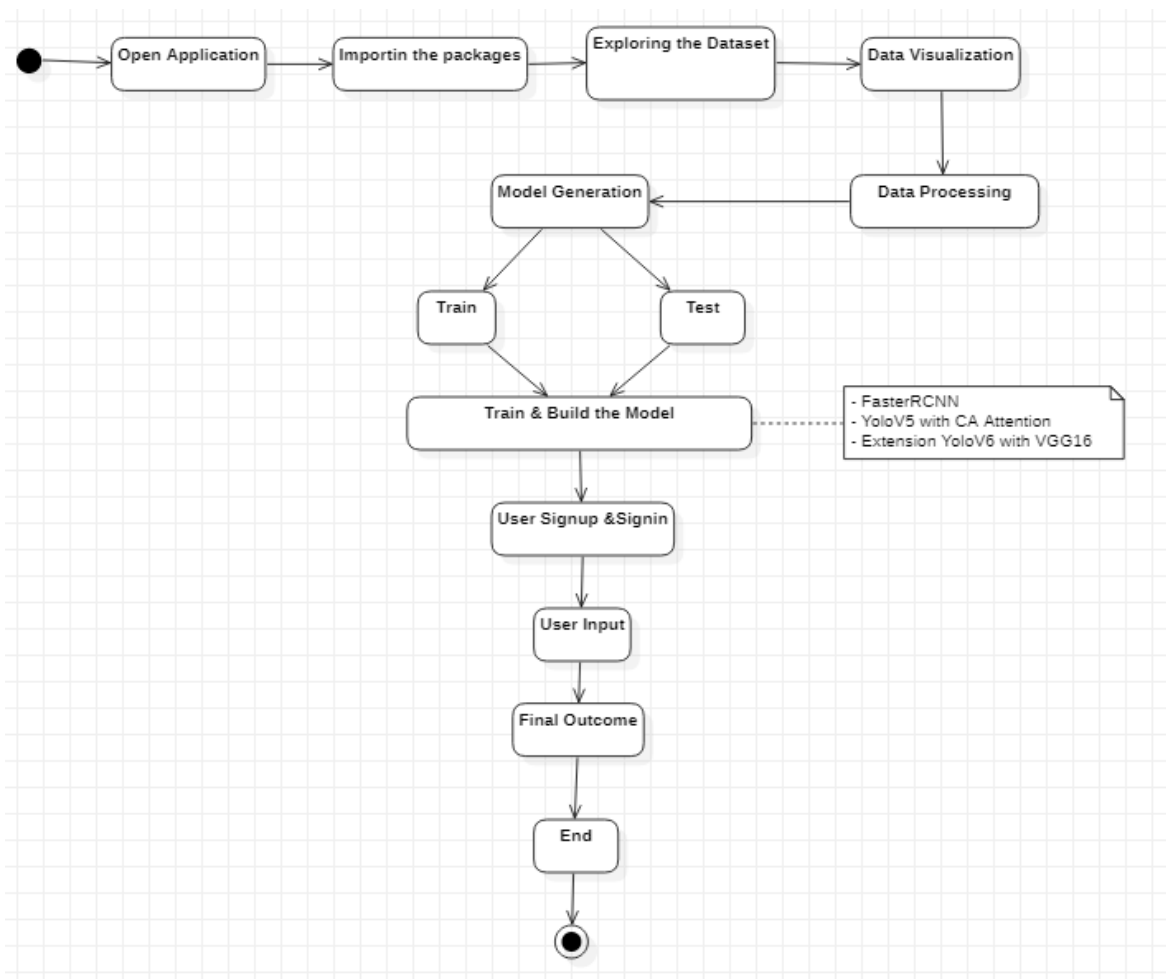 Open Application
Importin the packages
Exploring the Dataset
Data Visualization
Data Processing
Model Generation
Train
Test
Train & Build the Model
- FasterRCNN
- YoloV5 with CA Attention
- Extension YoloV6 with VGG16
User Signup &Signin
User Input
Final Outcome
End